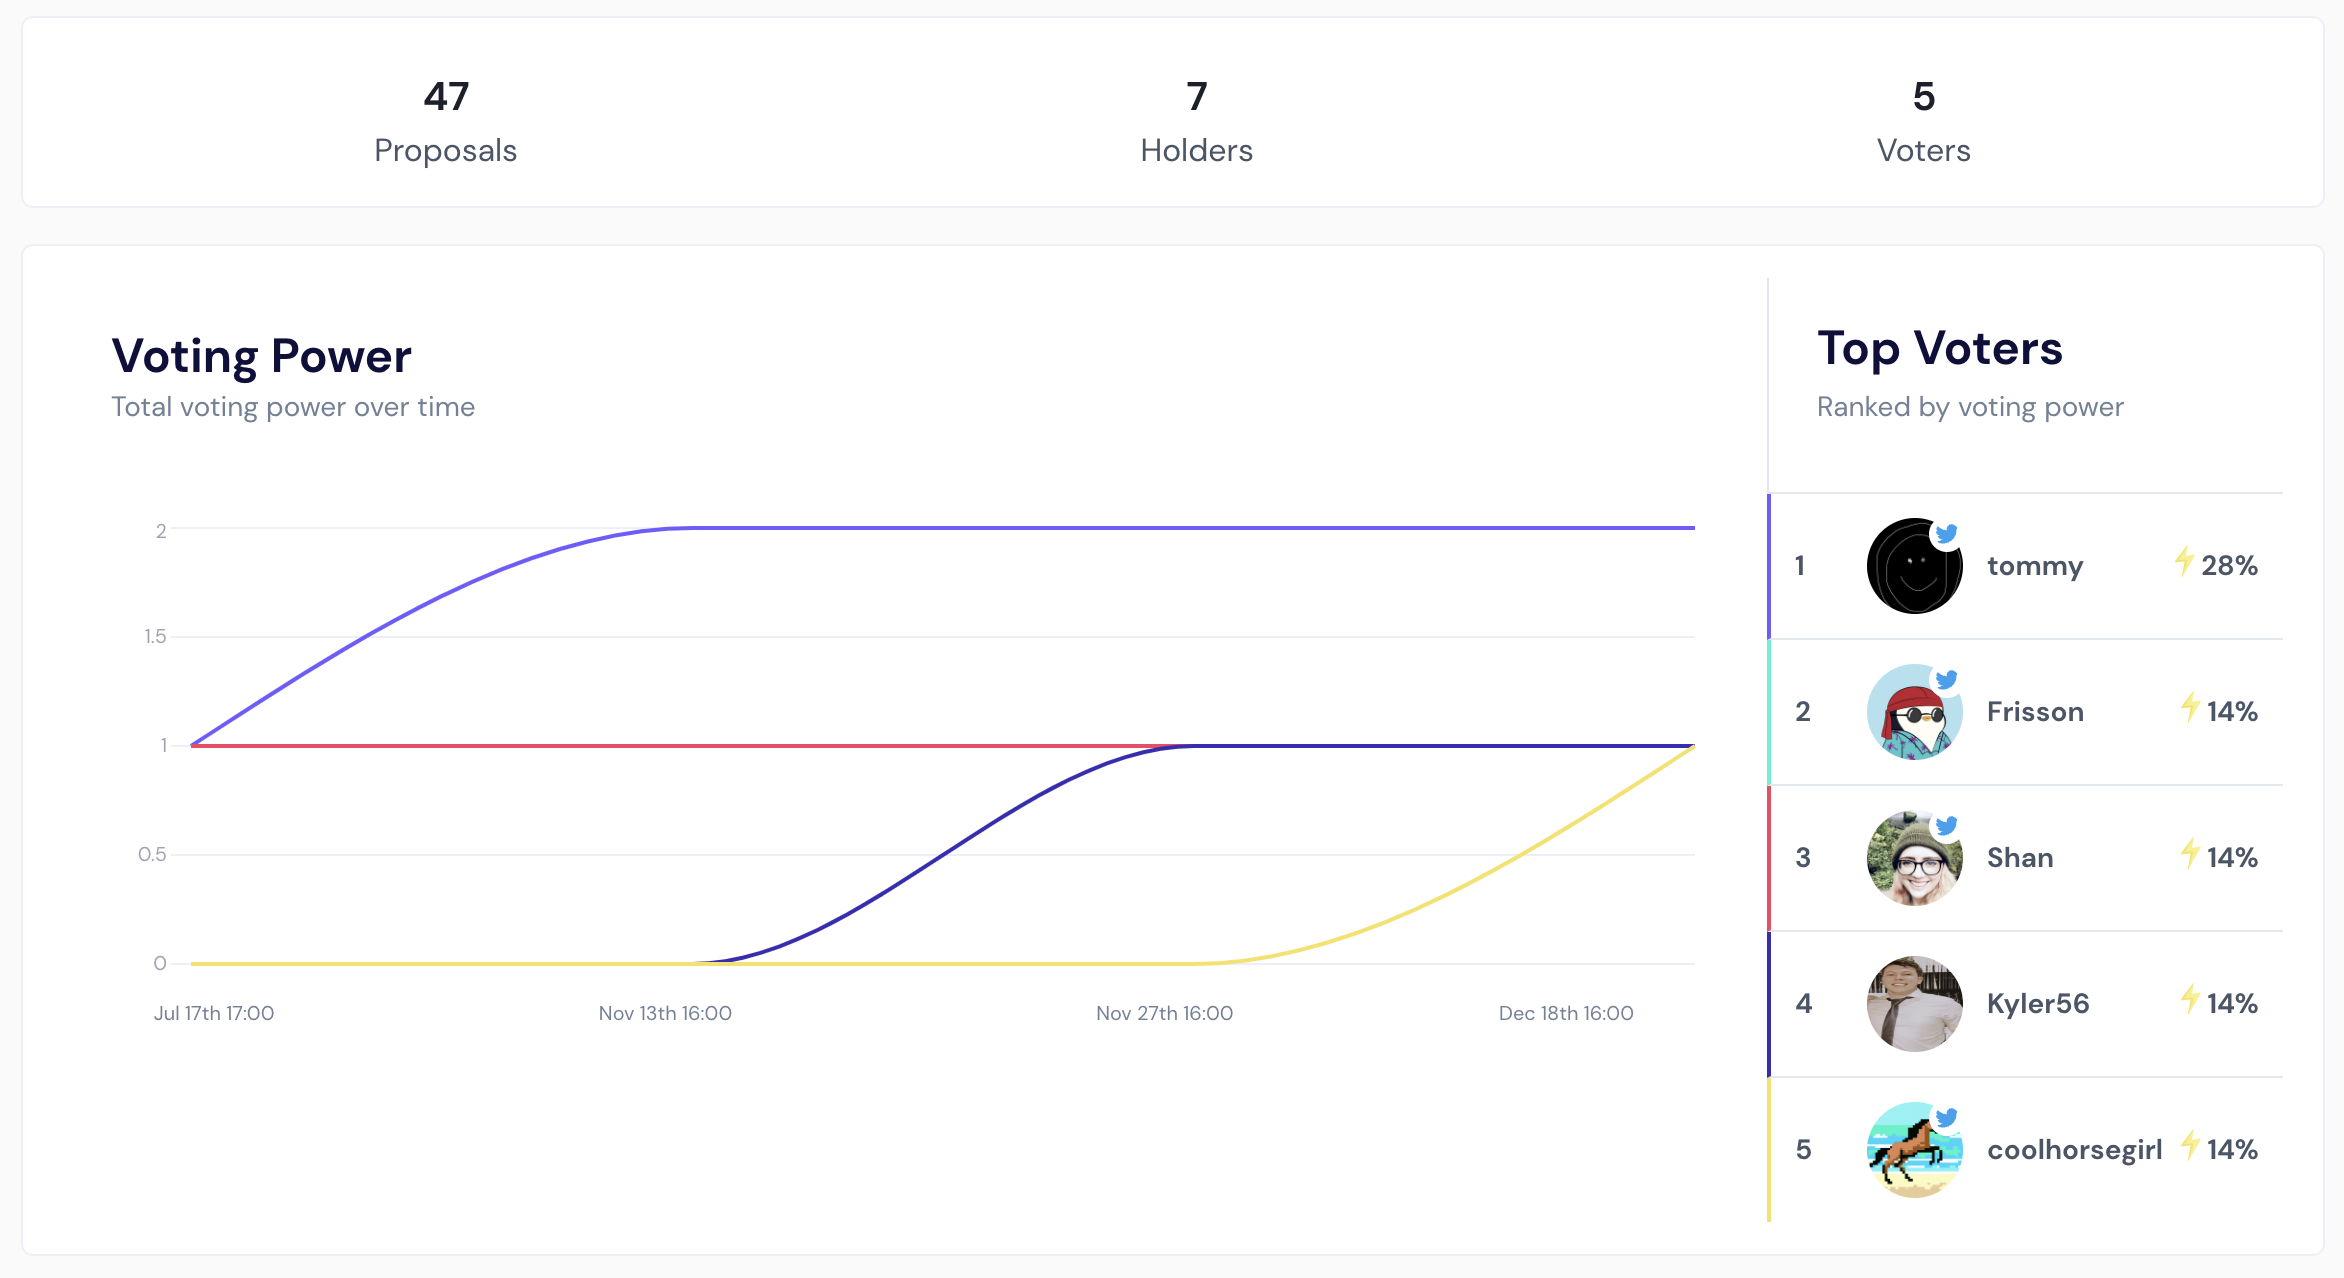 47
Proposals
7
Holders
5
Voters
Voting Power
Total voting power over time
2
1.5
1
0.5
0
Jul 17th 17:00
Nov 13th 16:00
Nov 27th 16:00
Dec 18th 16:00
Top Voters
Ranked by voting power
1 tommy 28%
2 Frisson 14%
3 Shan 14%
4 Kyler56 14%
5 coolhorsegirl 14%